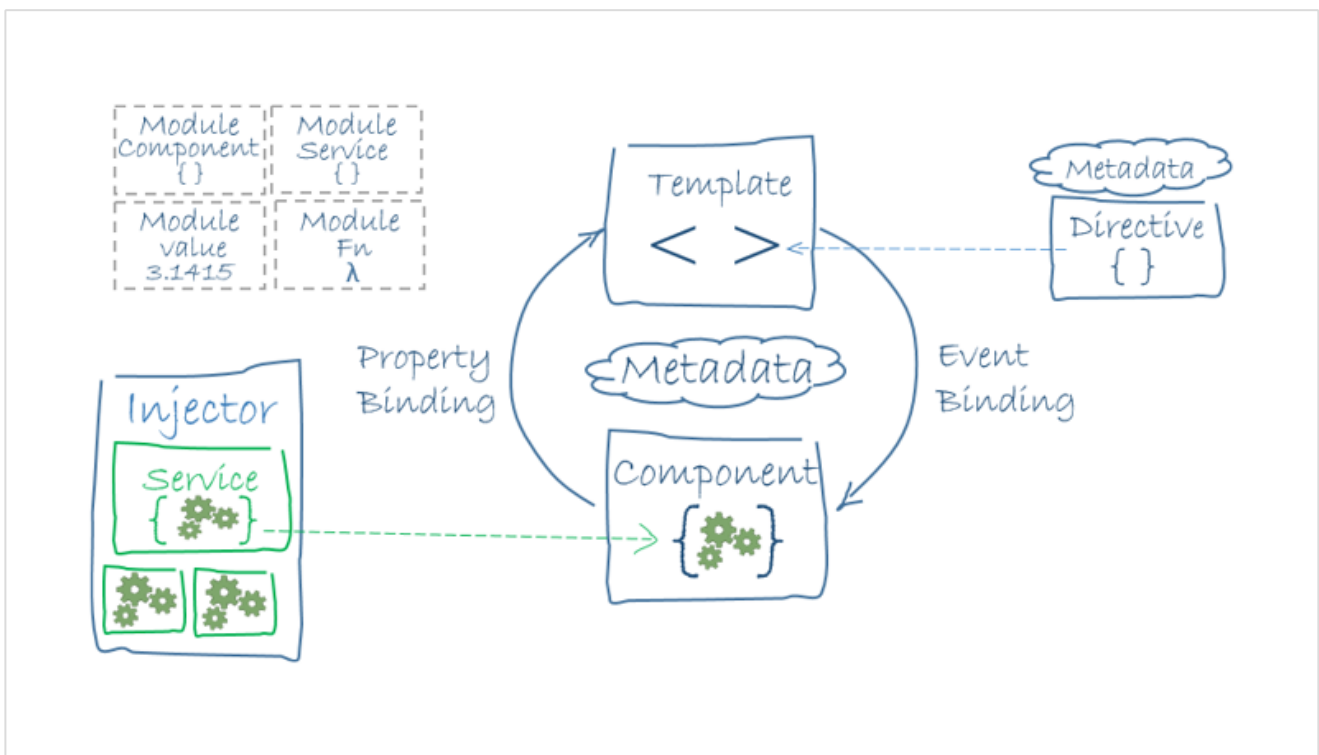 Module
Component
{ }
Module
Service
{ }
Module
value
3.1415
Module
Fn
λ
Template
< >
Metadata
Directive
{ }
Property
Binding
Metadata
Event
Binding
Injector
Service
{ }
Component
{ }